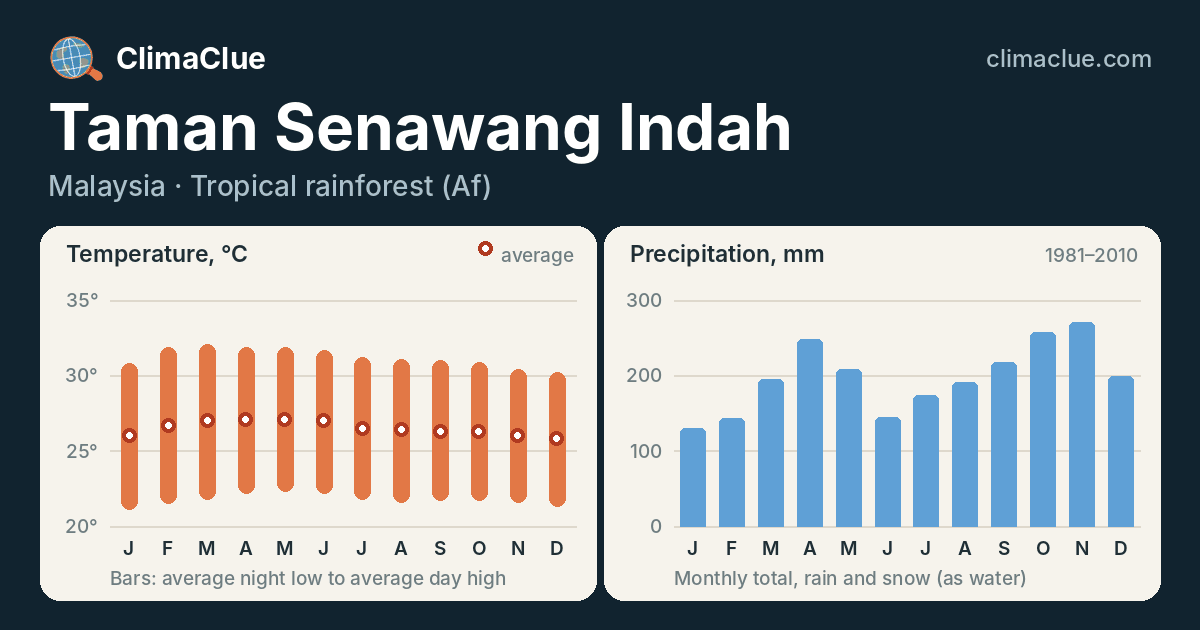 ClimaClue
climaclue.com
Taman Senawang Indah
Malaysia · Tropical rainforest (Af)
Temperature, °C
average
35°
30°
25°
20°
J F M A M J J A S O N D
Bars: average night low to average day high
Precipitation, mm
1981–2010
300
200
100
0
J F M A M J J A S O N D
Monthly total, rain and snow (as water)